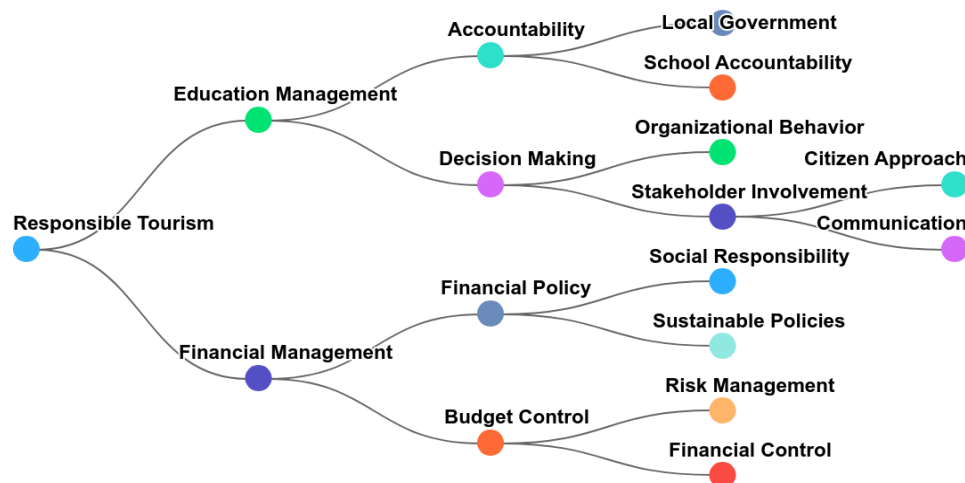 Local Government
Accountability
School Accountability
Education Management
Organizational Behavior
Decision Making
Citizen Approach
Stakeholder Involvement
Responsible Tourism
Communication
Social Responsibility
Financial Policy
Sustainable Policies
Financial Management
Risk Management
Budget Control
Financial Control